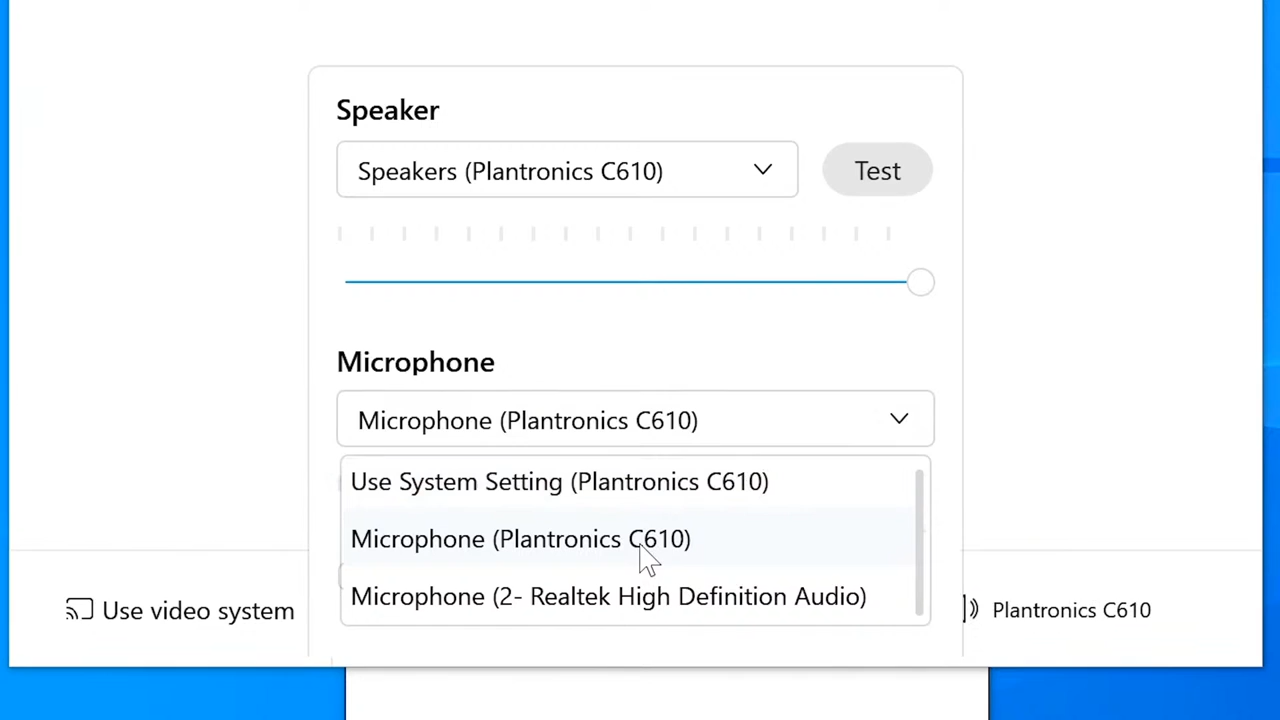 Speaker
Speakers (Plantronics C610)
Test
Microphone
Microphone (Plantronics C610)
Use System Setting (Plantronics C610)
Microphone (Plantronics C610)
Microphone (2- Realtek High Definition Audio)
Use video system
Plantronics C610